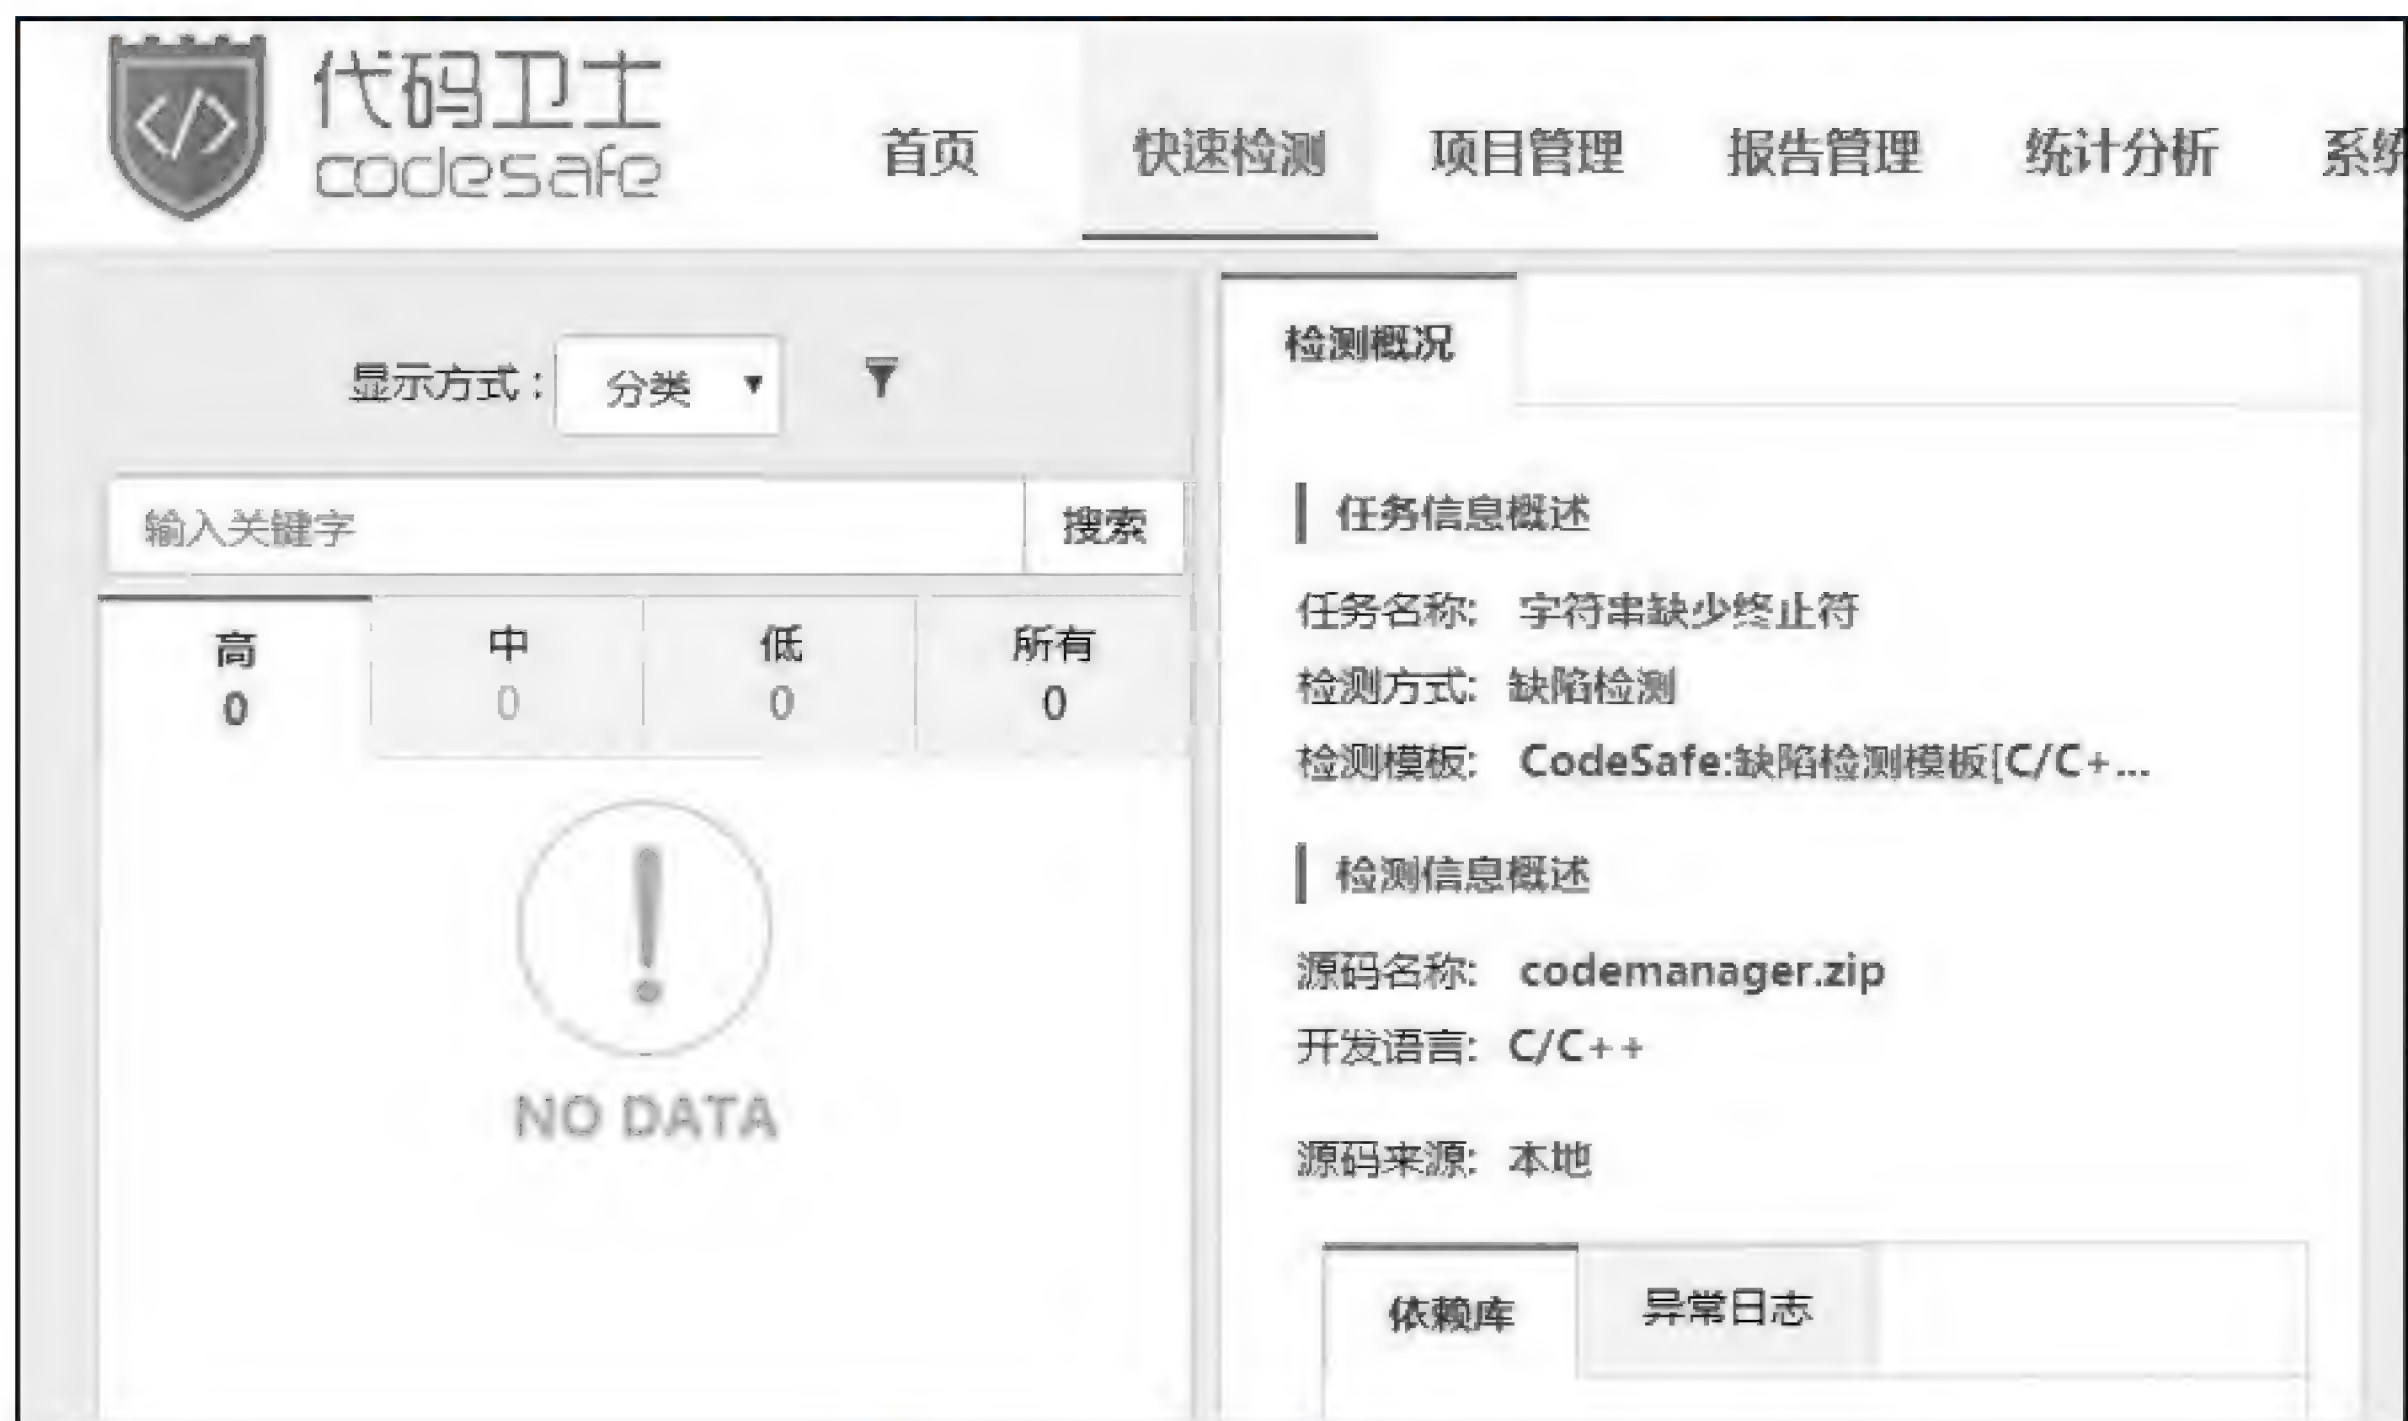 代码卫士
codesafe
首页 快速检测 项目管理 报告管理 统计分析 系统
显示方式： 分类
输入关键字 搜索
高 中 低 所有
0 0 0 0
NO DATA
检测概况
任务信息概述
任务名称: 字符串缺少终止符
检测方式: 缺陷检测
检测模板: CodeSafe:缺陷检测模板[C/C+...
检测信息概述
源码名称: codemanager.zip
开发语言: C/C++
源码来源: 本地
依赖库 异常日志